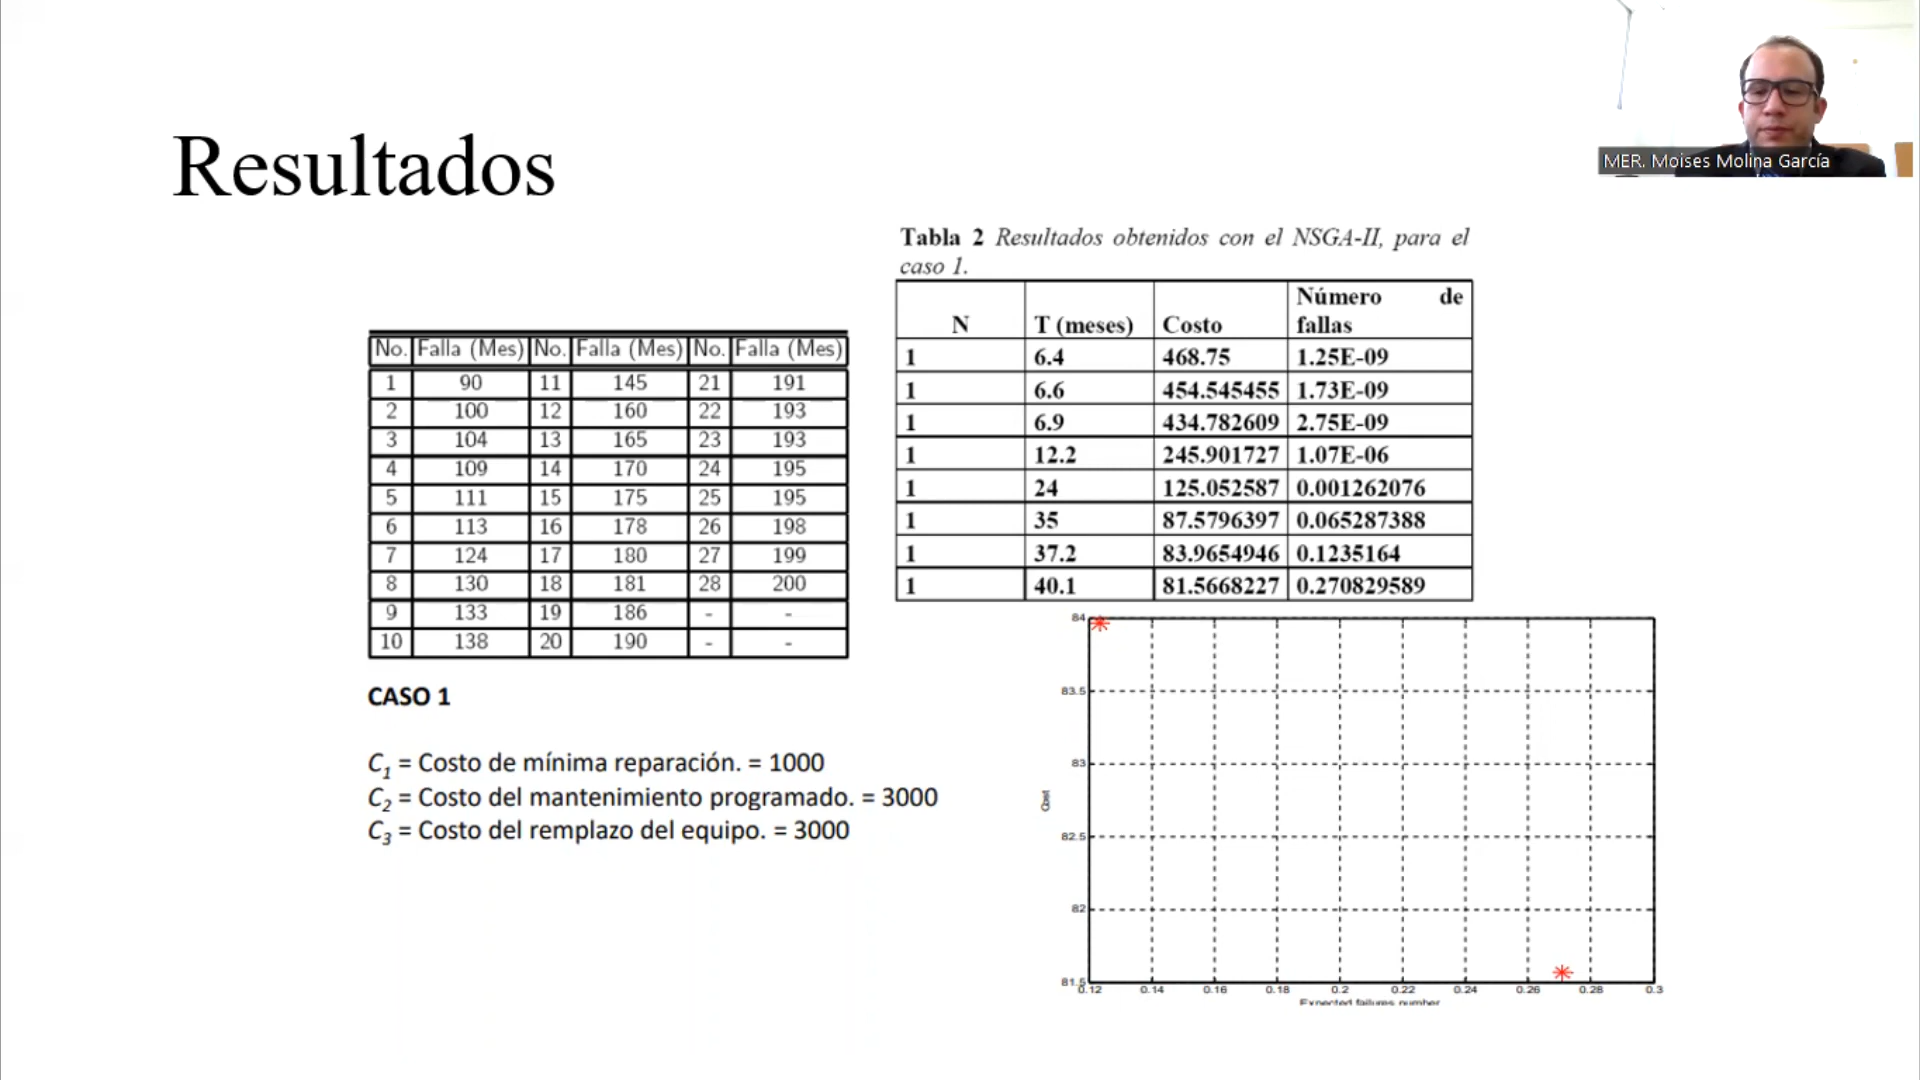 Resultados
MER. Moises Molina García
Tabla 2 Resultados obtenidos con el NSGA-II, para el
caso 1.
N T (meses) Costo Número de fallas
1 6.4 468.75 1.25E-09
1 6.6 454.545455 1.73E-09
1 6.9 434.782609 2.75E-09
1 12.2 245.901727 1.07E-06
1 24 125.052587 0.001262076
1 35 87.5796397 0.065287388
1 37.2 83.9654946 0.1235164
1 40.1 81.5668227 0.270829589
No. Falla (Mes) No. Falla (Mes) No. Falla (Mes)
1 90 11 145 21 191
2 100 12 160 22 193
3 104 13 165 23 193
4 109 14 170 24 195
5 111 15 175 25 195
6 113 16 178 26 198
7 124 17 180 27 199
8 130 18 181 28 200
9 133 19 186 - -
10 138 20 190 - -
CASO 1
C1 = Costo de mínima reparación. = 1000
C2 = Costo del mantenimiento programado. = 3000
C3 = Costo del remplazo del equipo. = 3000
84
83.5
83
82.5
82
81.5
Cost
0.12 0.14 0.16 0.18 0.2 0.22 0.24 0.26 0.28 0.3
Expected failures number